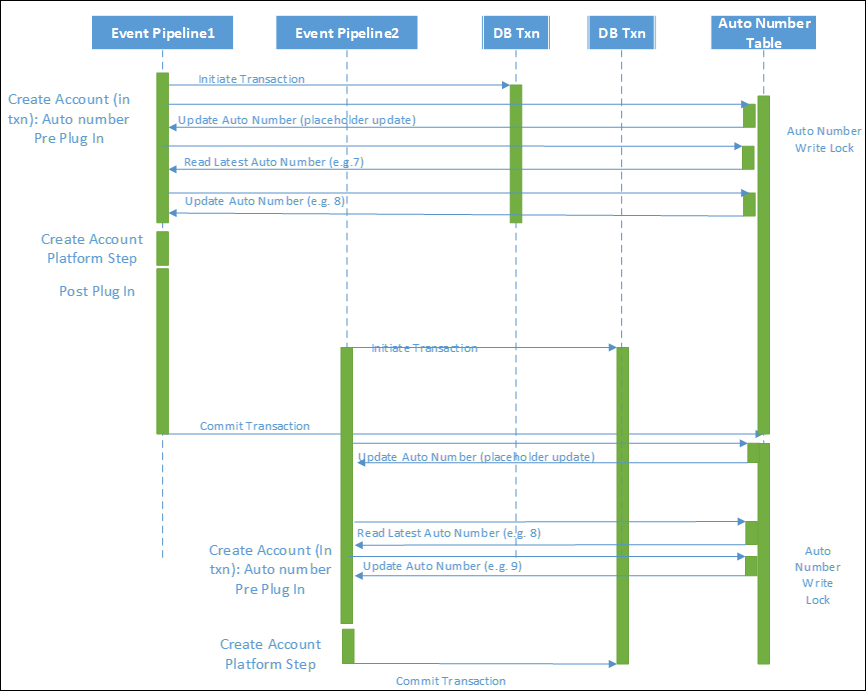 Event Pipeline1
Event Pipeline2
DB Txn
DB Txn
Auto Number
Table
Initiate Transaction
Create Account (in
txn): Auto number
Pre Plug In
Update Auto Number (placeholder update)
Auto Number
Write Lock
Read Latest Auto Number (e.g.7)
Update Auto Number (e.g. 8)
Create Account
Platform Step
Post Plug In
Initiate Transaction
Commit Transaction
Update Auto Number (placeholder update)
Read Latest Auto Number (e.g. 8)
Create Account (In
txn): Auto number
Pre Plug In
Update Auto Number (e.g. 9)
Auto
Number
Write
Lock
Create Account
Platform Step
Commit Transaction